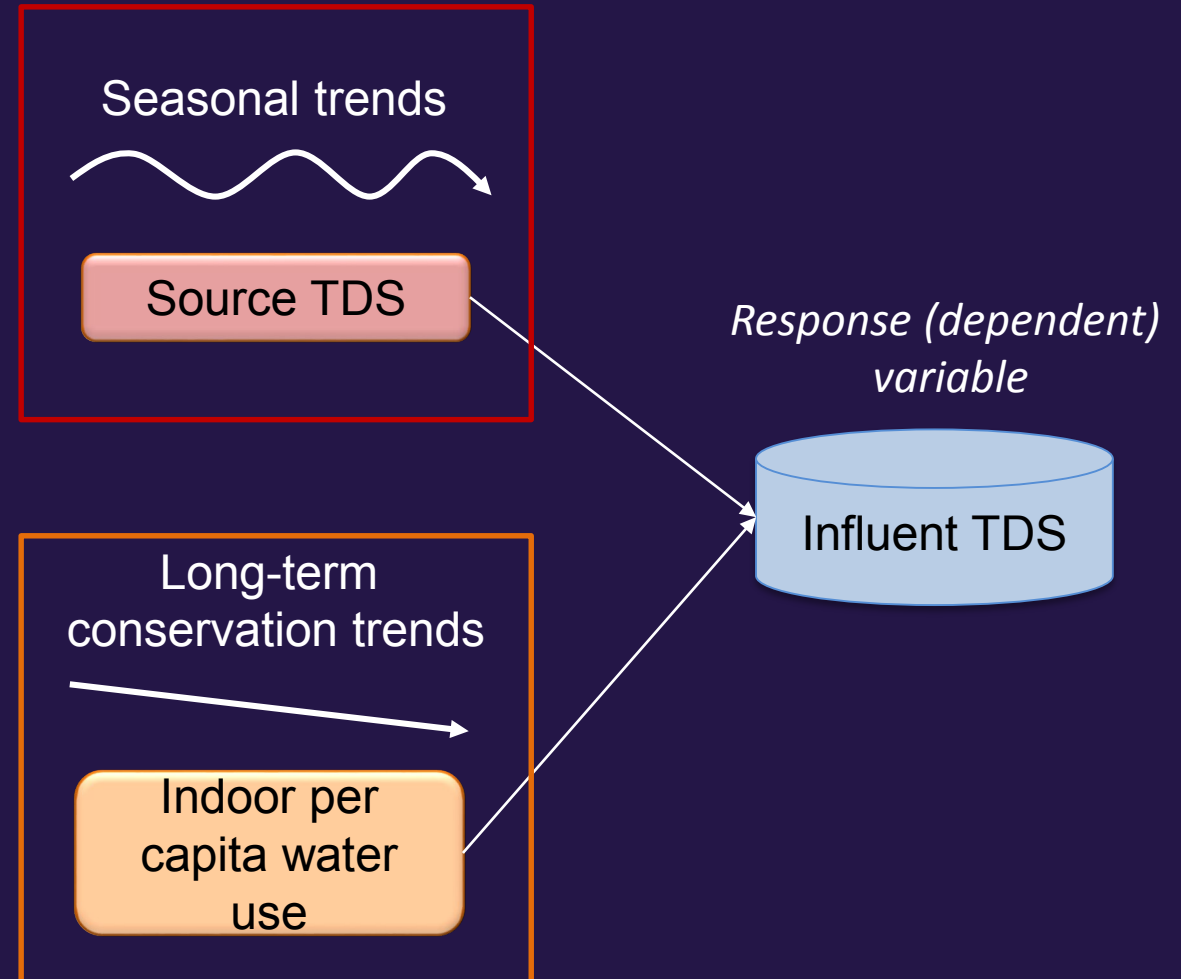 Seasonal trends
Source TDS
Response (dependent)
variable
Influent TDS
Long-term
conservation trends
Indoor per
capita water
use